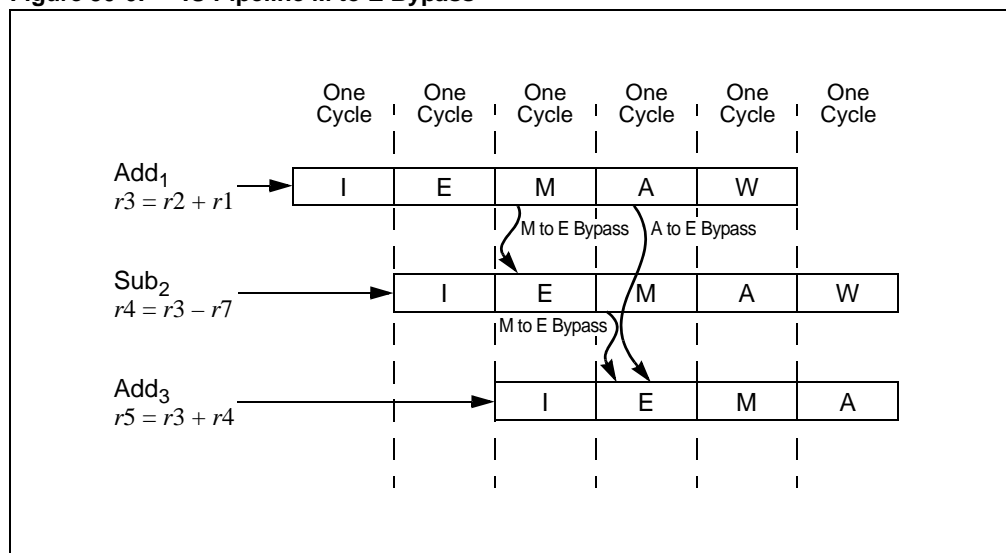 One One One One One One
Cycle Cycle Cycle Cycle Cycle Cycle
Add1
r3 = r2 + r1
I E M A W
M to E Bypass A to E Bypass
Sub2
r4 = r3 – r7
I E M A W
M to E Bypass
Add3
r5 = r3 + r4
I E M A